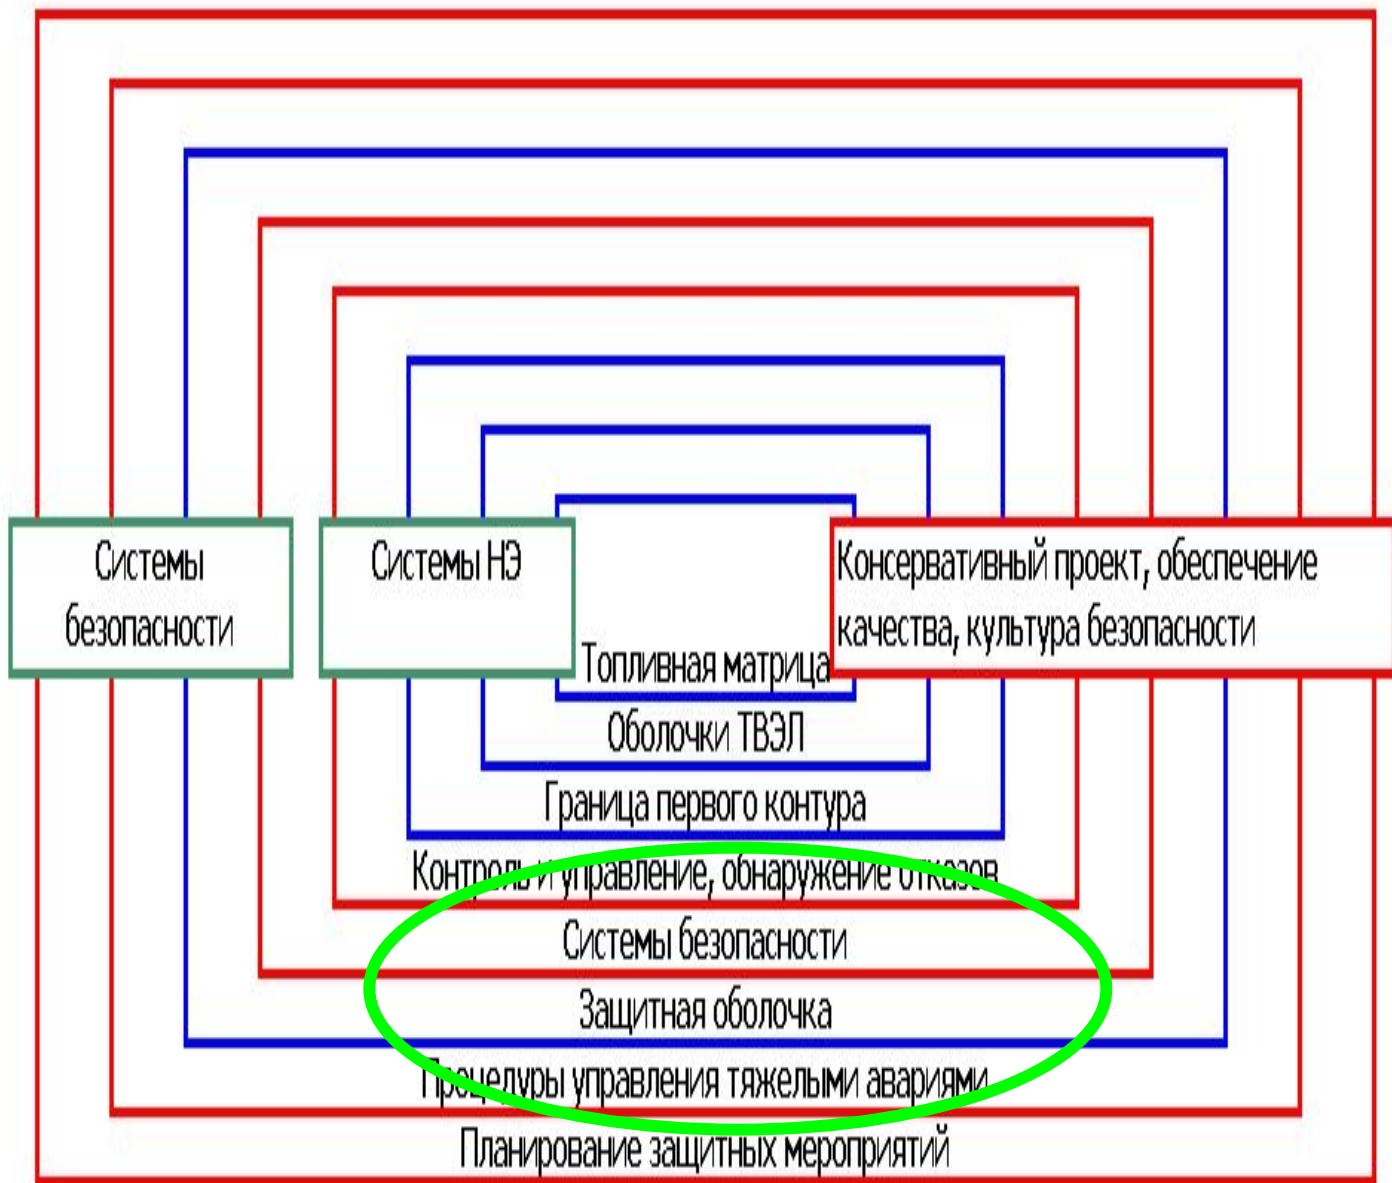 Системы
безопасности
Системы НЭ
Консервативный проект, обеспечение
качества, культура безопасности
Топливная матрица
Оболочки ТВЭЛ
Граница первого контура
Контроль и управление, обнаружение отказов
Системы безопасности
Защитная оболочка
Процедуры управления тяжелыми авариями
Планирование защитных мероприятий